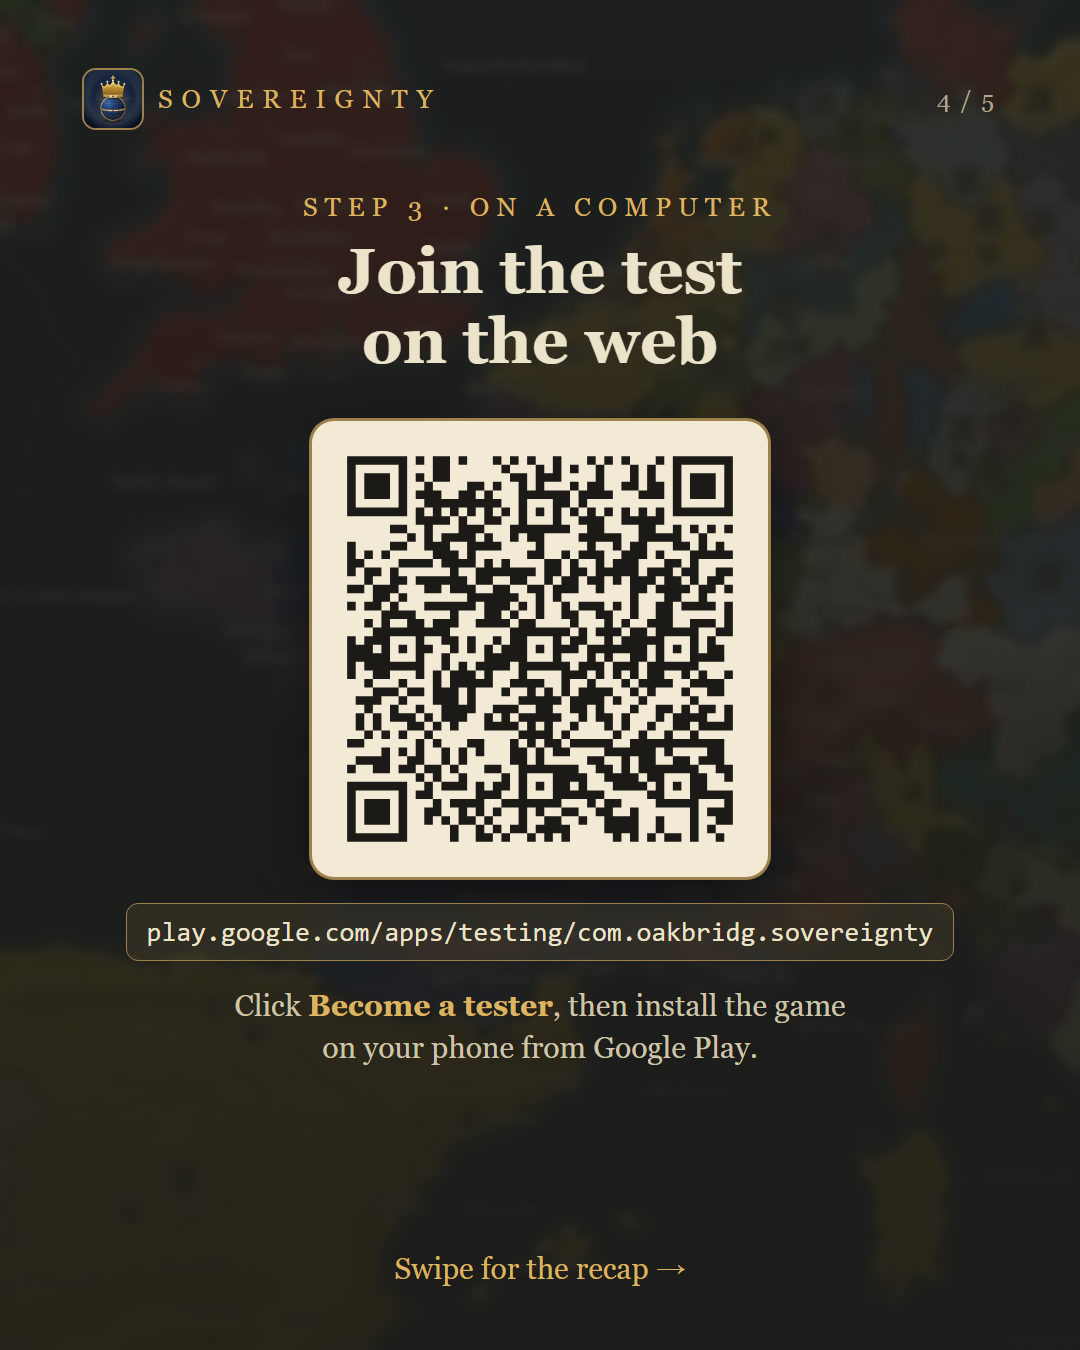 SOVEREIGNTY
4 / 5
STEP 3 · ON A COMPUTER
Join the test
on the web
play.google.com/apps/testing/com.oakbridg.sovereignty
Click Become a tester, then install the game
on your phone from Google Play.
Swipe for the recap →